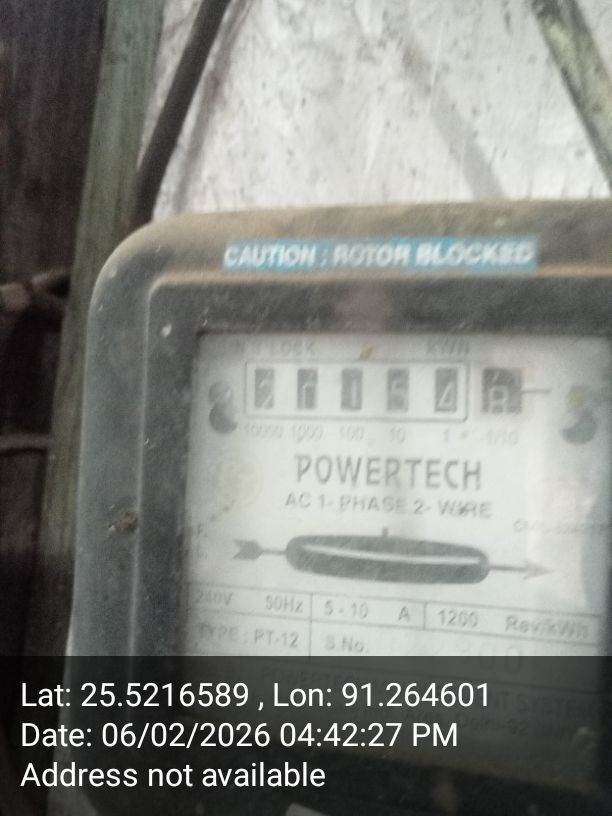 CAUTION : ROTOR BLOCKED
LOCK KWH
10000 1000 100 10 1 1/10
POWERTECH
AC 1- PHASE 2- WIRE
240V 50Hz 5 - 10 A 1200 Rev/kWh
TYPE : PT-12 S.No.
Lat: 25.5216589 , Lon: 91.264601
Date: 06/02/2026 04:42:27 PM
Address not available